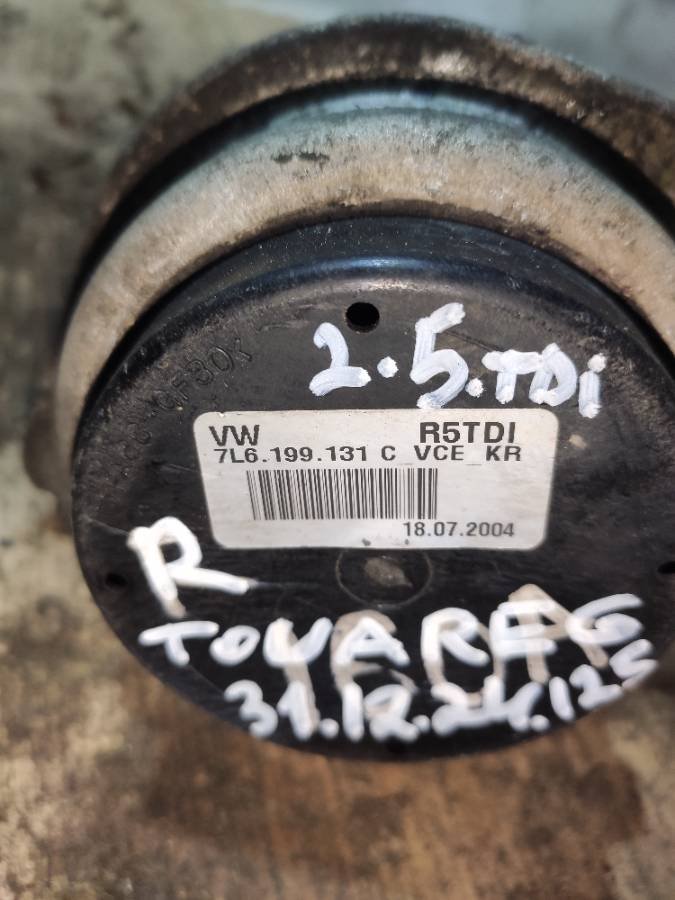 2.5.TDi
VW R5TDI
7L6.199.131 C VCE KR
18.07.2004
R
TOUAREG
31.12.24.125